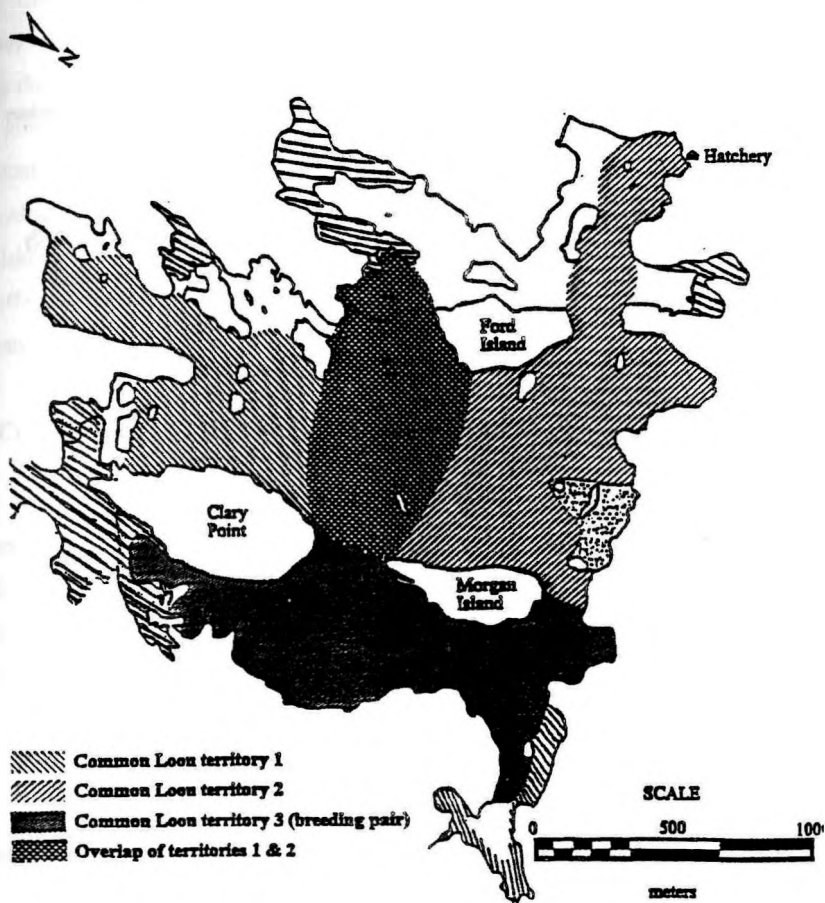 N
Hatchery
Ford
Island
Clary
Point
Morgan
Island
Common Loon territory 1
Common Loon territory 2
Common Loon territory 3 (breeding pair)
Overlap of territories 1 & 2
SCALE
0 500 100
meters